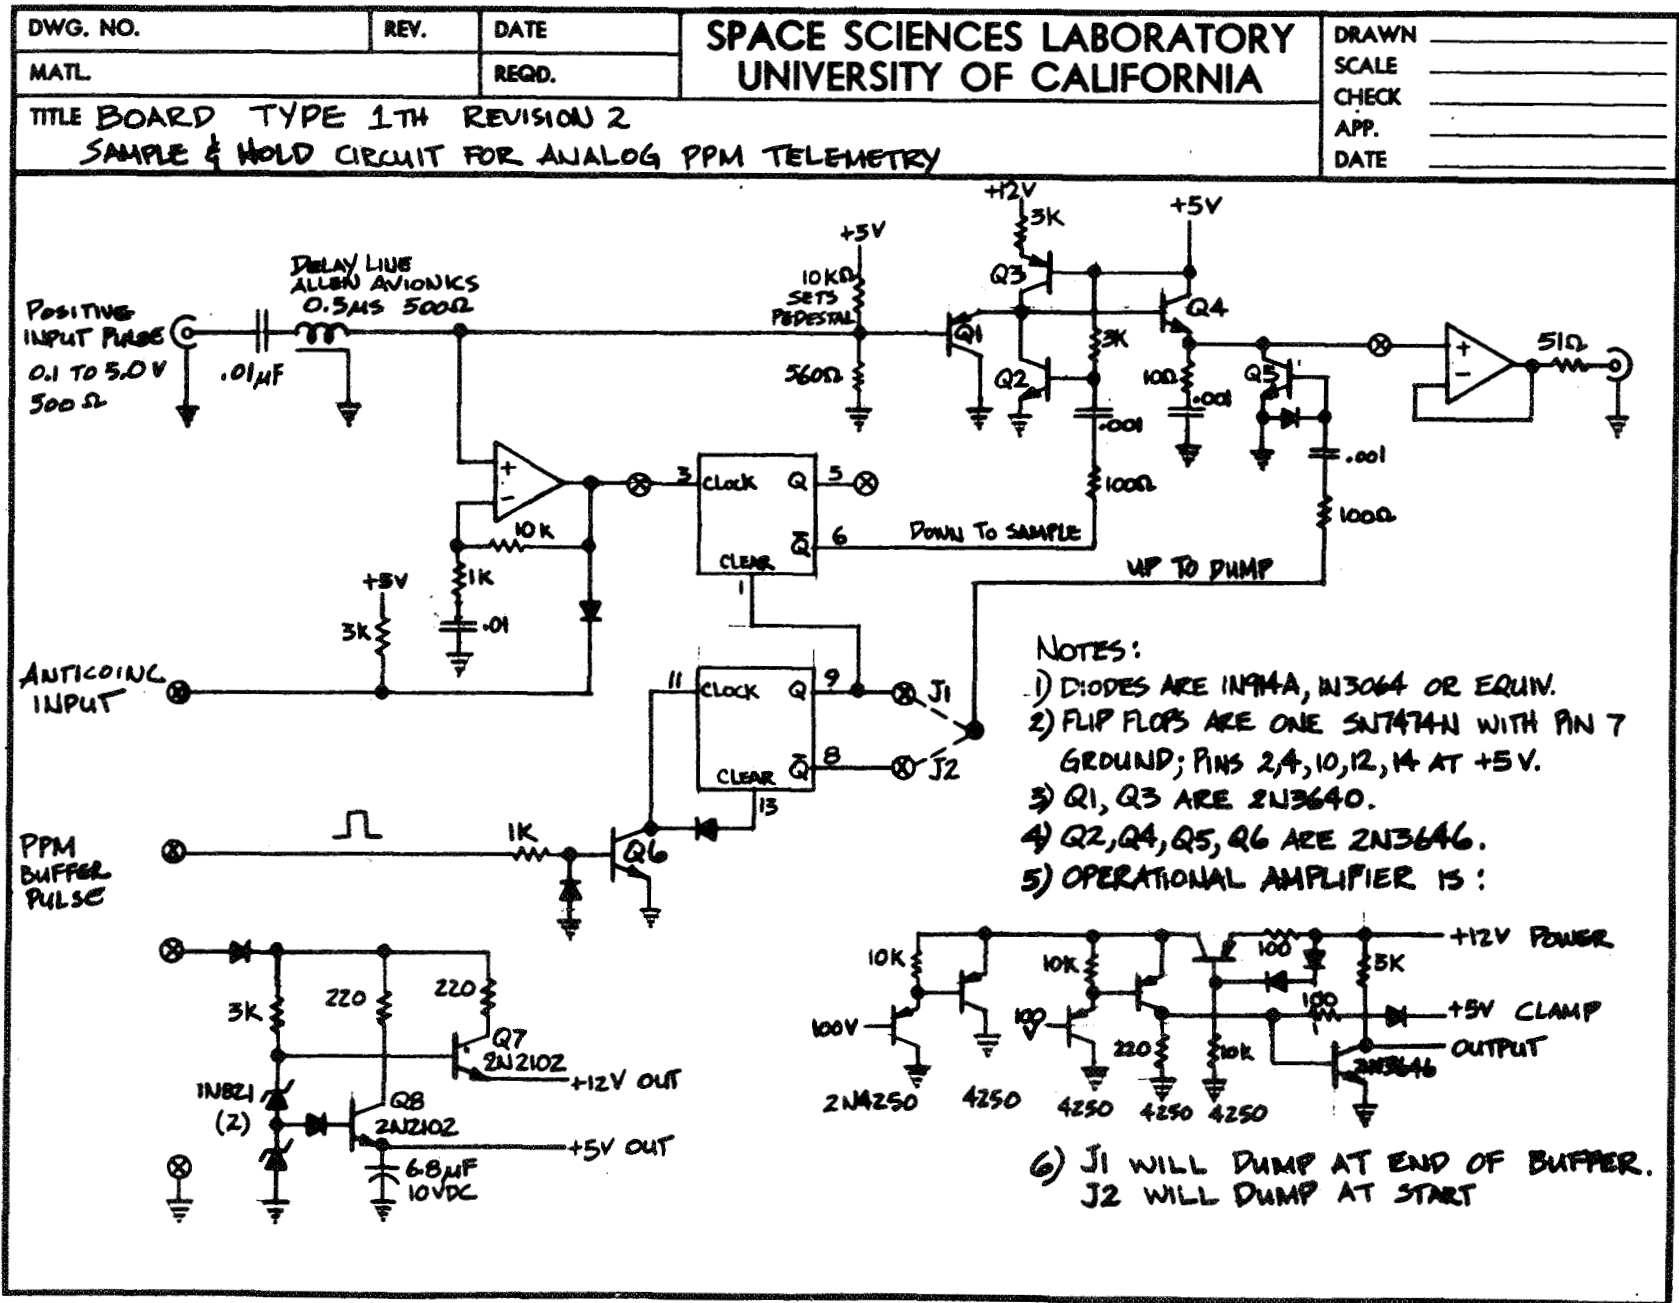 DWG. NO.
REV.
DATE
MATL.
REQD.
SPACE SCIENCES LABORATORY
UNIVERSITY OF CALIFORNIA
DRAWN
SCALE
CHECK
APP.
DATE
TITLE BOARD TYPE 1TH REVISION 2
SAMPLE & HOLD CIRCUIT FOR ANALOG PPM TELEMETRY
POSITIVE
INPUT PULSE
0.1 TO 5.0 V
500 Ω
.01μF
DELAY LINE
ALLEN AVIONICS
0.5μS 500Ω
+5V
10KΩ
SETS
PEDESTAL
560Ω
+12V
3K
Q3
Q1
Q2
3K
.001
100Ω
+5V
Q4
10Ω
.001
Q5
.001
100Ω
+
-
51Ω
+
-
10K
1K
.01
+5V
3K
3
CLOCK
Q
5
Q̅
6
CLEAR
1
DOWN TO SAMPLE
UP TO DUMP
ANTICOINC
INPUT
11
CLOCK
Q
9
Q̅
8
CLEAR
13
J1
J2
PPM
BUFFER
PULSE
1K
Q6
NOTES:
1) DIODES ARE 1N914A, 1N3064 OR EQUIV.
2) FLIP FLOPS ARE ONE SN7474N WITH PIN 7
GROUND; PINS 2,4,10,12,14 AT +5V.
3) Q1, Q3 ARE 2N3640.
4) Q2, Q4, Q5, Q6 ARE 2N3646.
5) OPERATIONAL AMPLIFIER IS:
3K
220
220
Q7
2N2102
+12V OUT
1N821
(2)
Q8
2N2102
+5V OUT
6.8μF
10VDC
10K
100V
2N4250
4250
10K
100
V
4250
220
4250
10K
4250
100
100
3K
2N3646
+12V POWER
+5V CLAMP
OUTPUT
6) J1 WILL DUMP AT END OF BUFFER.
J2 WILL DUMP AT START